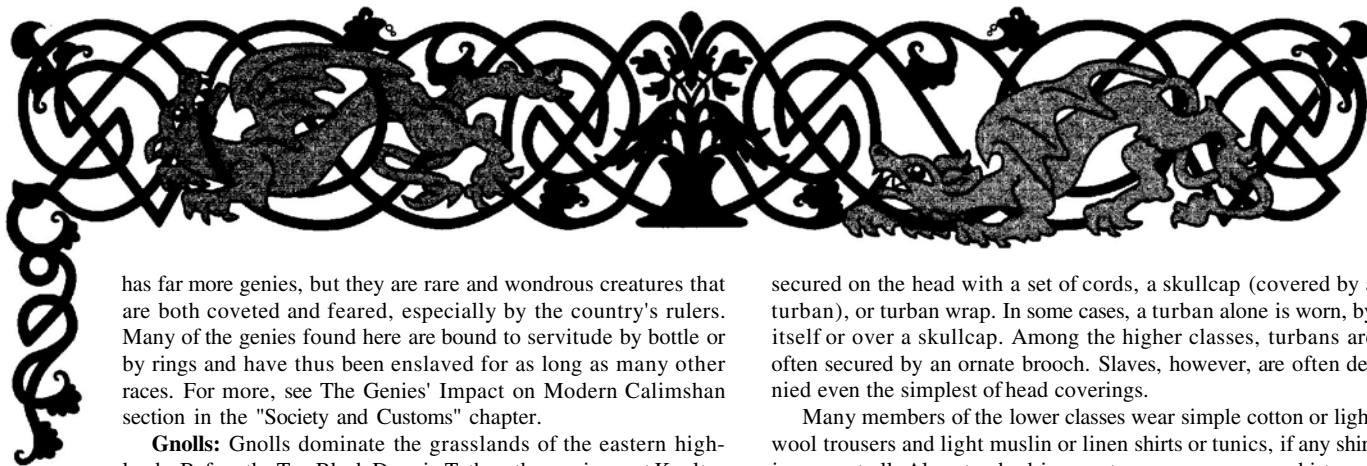 has far more genies, but they are rare and wondrous creatures that
are both coveted and feared, especially by the country's rulers.
Many of the genies found here are bound to servitude by bottle or
by rings and have thus been enslaved for as long as many other
races. For more, see The Genies' Impact on Modern Calimshan
section in the "Society and Customs" chapter.
Gnolls: Gnolls dominate the grasslands of the eastern high-
secured on the head with a set of cords, a skullcap (covered by a
turban), or turban wrap. In some cases, a turban alone is worn, by
itself or over a skullcap. Among the higher classes, turbans are
often secured by an ornate brooch. Slaves, however, are often de-
nied even the simplest of head coverings.
Many members of the lower classes wear simple cotton or light
wool trousers and light muslin or linen shirts or tunics, if any shirt